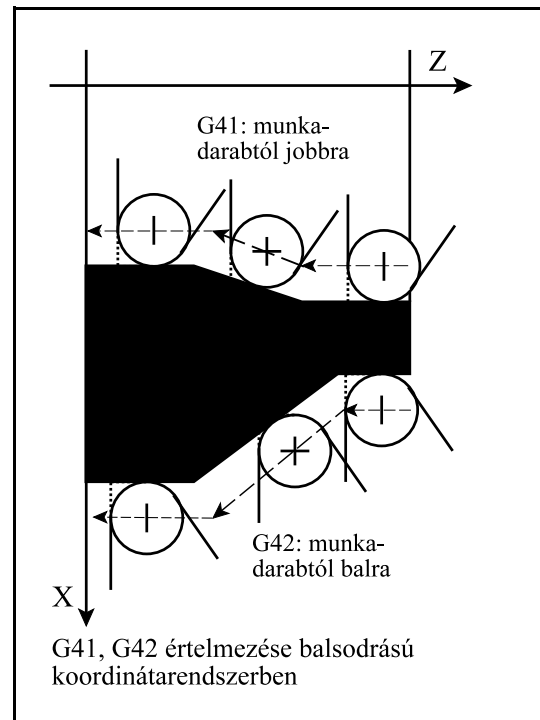 Z
G41: munka-
darabtól jobbra
G42: munka-
darabtól balra
X
G41, G42 értelmezése balsodrású
koordinátarendszerben